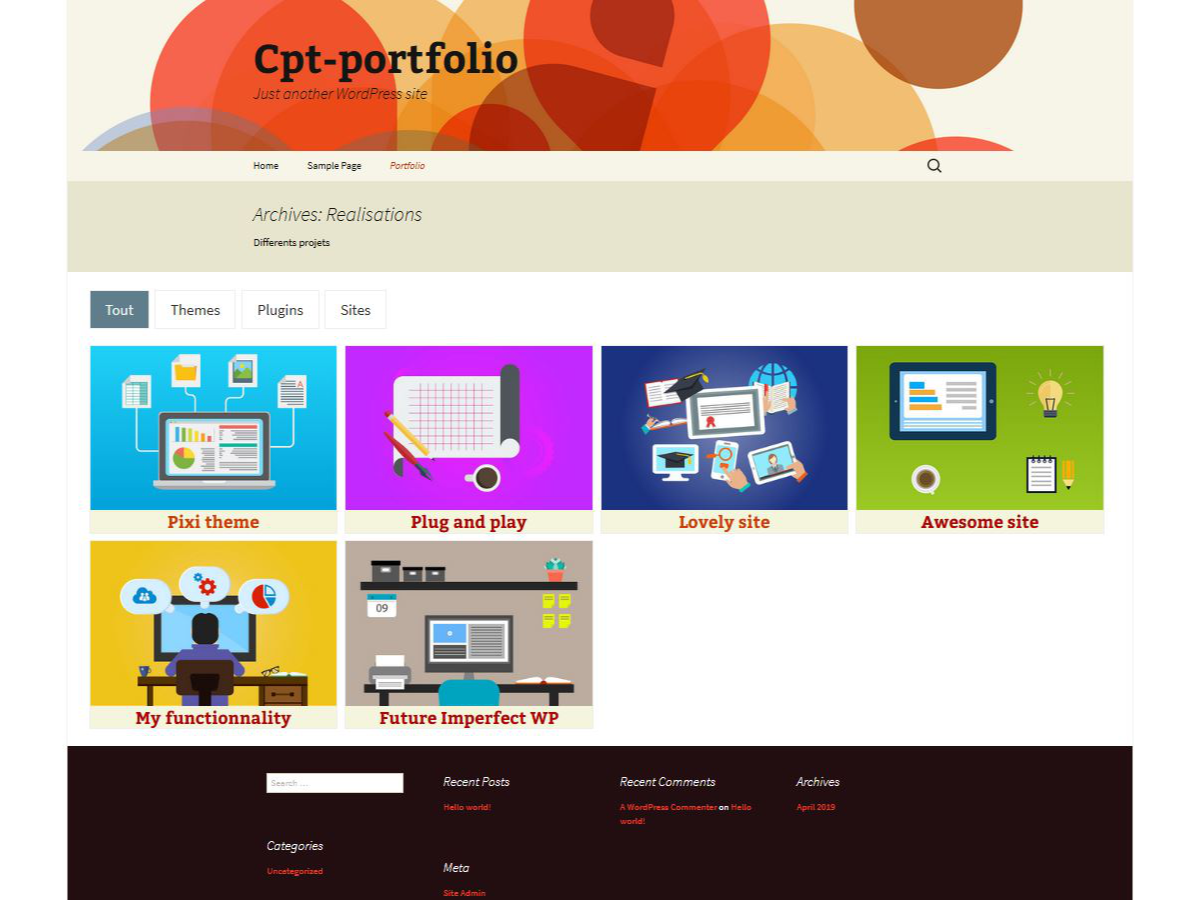 Cpt-portfolio
Just another WordPress site
Home Sample Page Portfolio
Archives: Realisations
Differents projets
Tout Themes Plugins Sites
A
Pixi theme Plug and play Lovely site Awesome site
09
My functionnality Future Imperfect WP
Search … Recent Posts Recent Comments Archives
Hello world! A WordPress Commenter on Hello April 2019
world!
Categories
Meta
Uncategorized
Site Admin